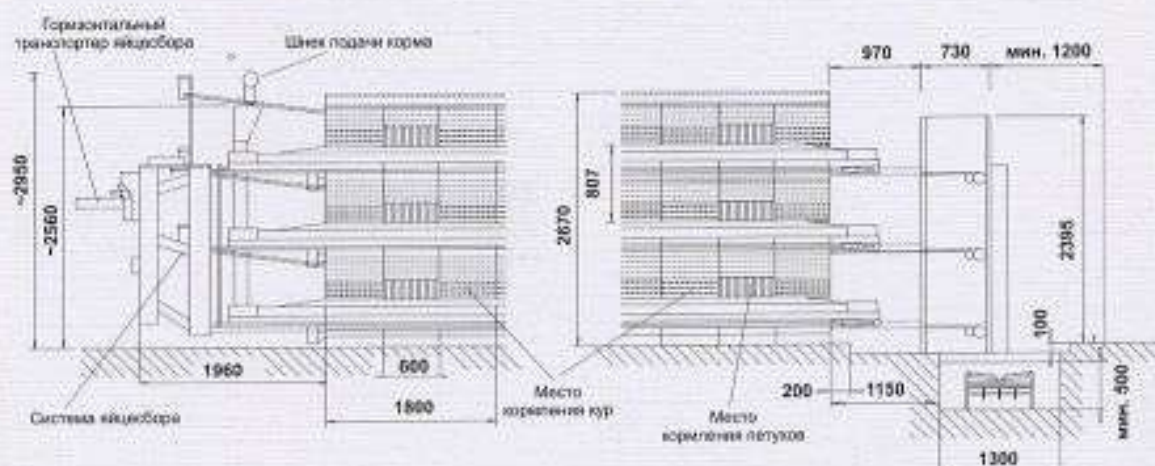 Горизонтальный
транспортер яйцесбора
Шнек подачи корма
970
730
мин. 1200
~2950
~2560
2670
807
2395
100
1960
600
1800
Место
кормления кур
Место
кормления петухов
200
1150
мин. 500
Система яйцесбора
1300